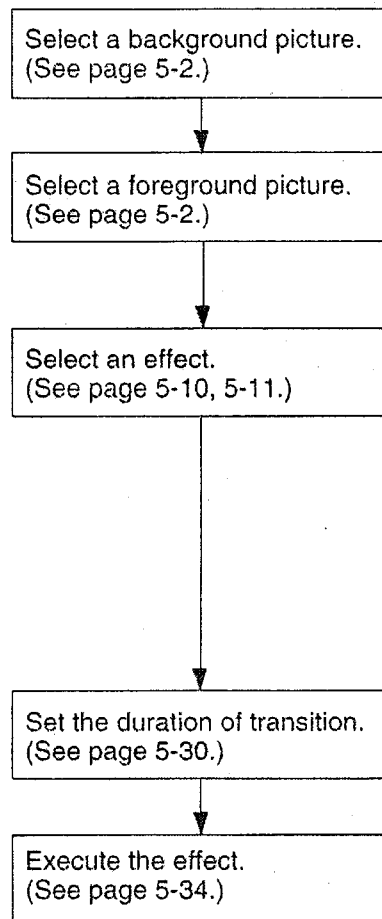 Select a background picture.
(See page 5-2.)
Select a foreground picture.
(See page 5-2.)
Select an effect.
(See page 5-10, 5-11.)
Set the duration of transition.
(See page 5-30.)
Execute the effect.
(See page 5-34.)